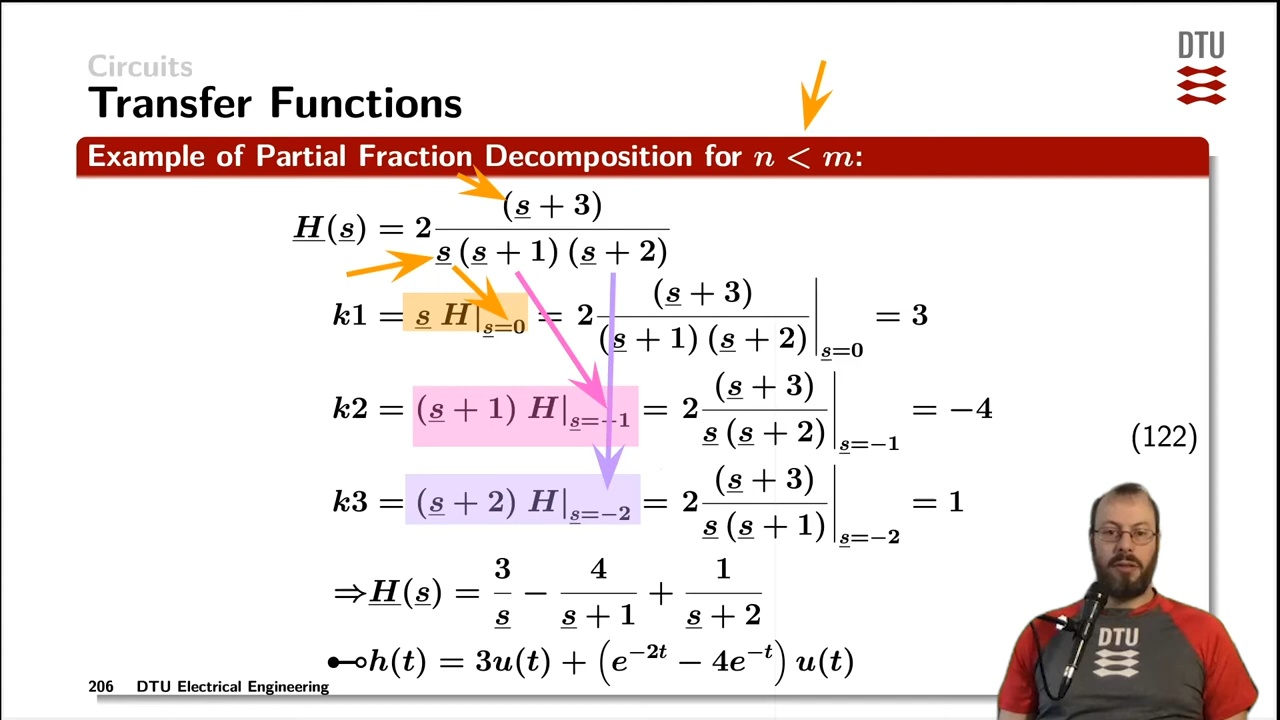 Circuits
Transfer Functions
DTU
Example of Partial Fraction Decomposition for n < m:
H(s) = 2 (s + 3) / s (s + 1) (s + 2)
k1 = s H|s=0 = 2 (s + 3) / (s + 1) (s + 2) |s=0 = 3
k2 = (s + 1) H|s=−1 = 2 (s + 3) / s (s + 2) |s=−1 = −4
(122)
k3 = (s + 2) H|s=−2 = 2 (s + 3) / s (s + 1) |s=−2 = 1
⇒H(s) = 3/s − 4/(s + 1) + 1/(s + 2)
h(t) = 3u(t) + (e^−2t − 4e^−t) u(t)
DTU
206 DTU Electrical Engineering